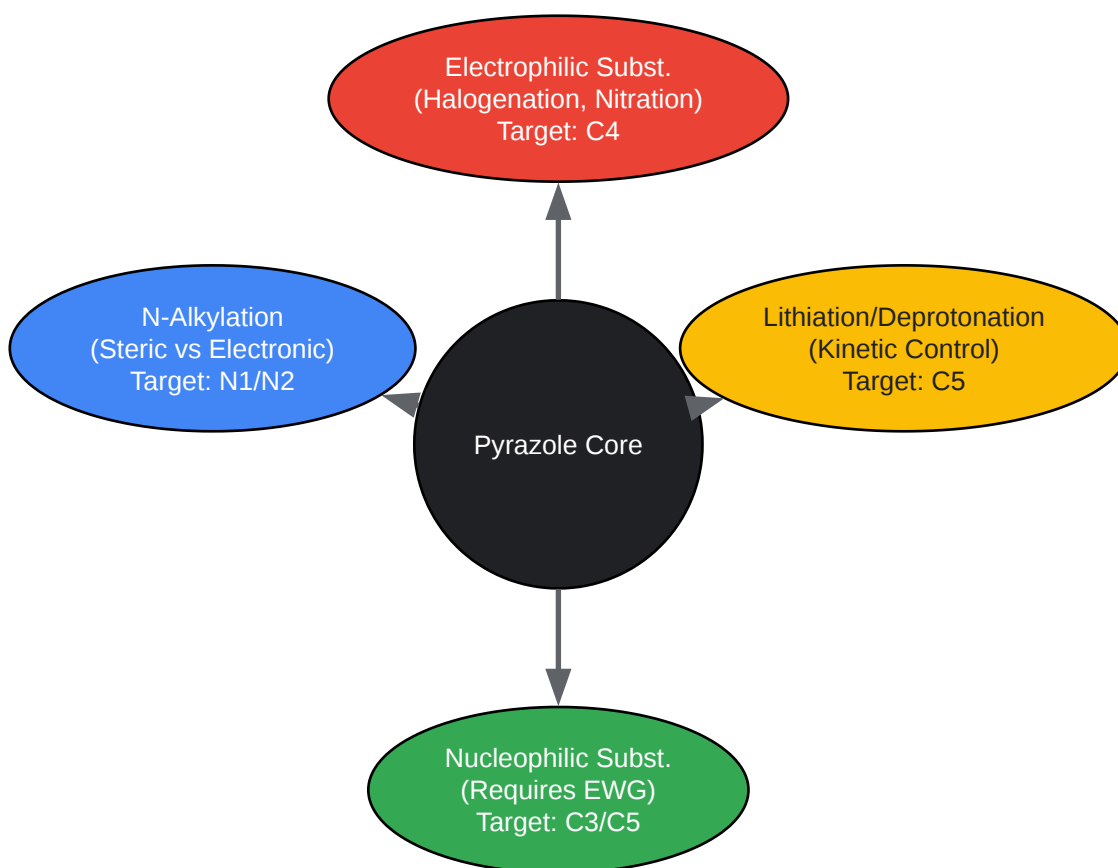 Electrophilic Subst.
(Halogenation, Nitration)
Target: C4
N-Alkylation
(Steric vs Electronic)
Target: N1/N2
Lithiation/Deprotonation
(Kinetic Control)
Target: C5
Pyrazole Core
Nucleophilic Subst.
(Requires EWG)
Target: C3/C5